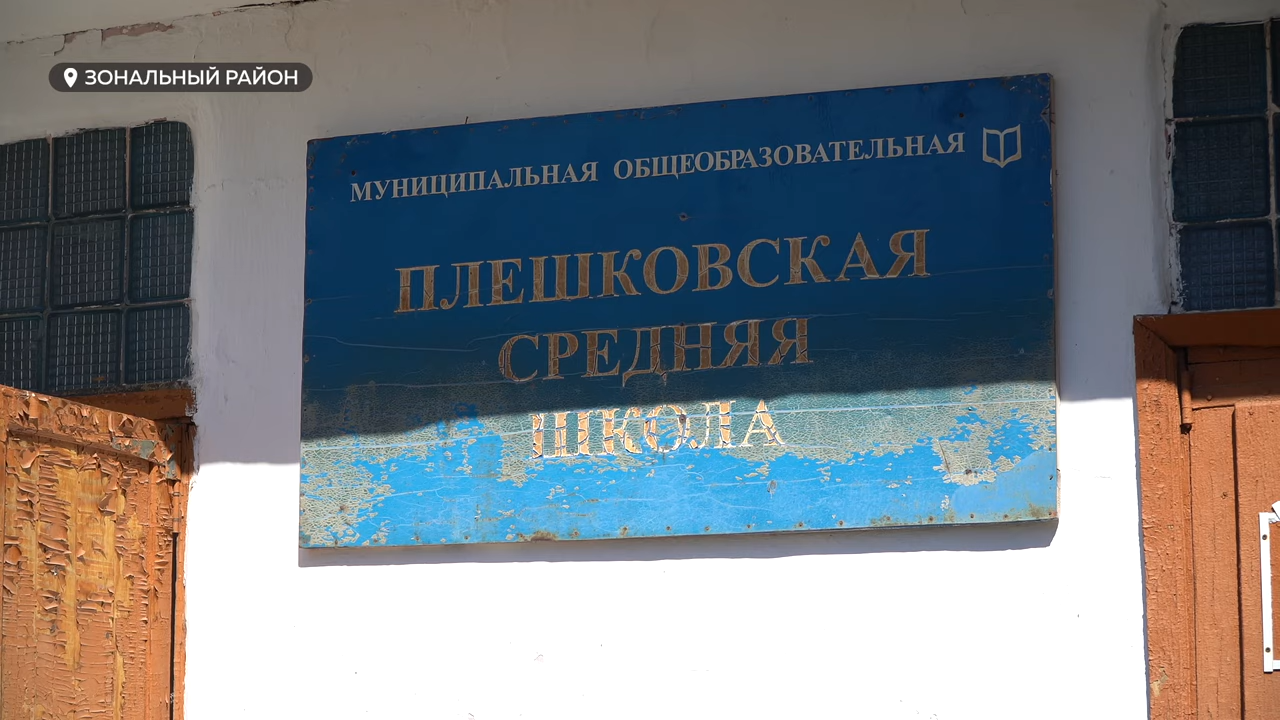 ЗОНАЛЬНЫЙ РАЙОН
МУНИЦИПАЛЬНАЯ ОБЩЕОБРАЗОВАТЕЛЬНАЯ
ПЛЕШКОВСКАЯ
СРЕДНЯЯ
ШКОЛА